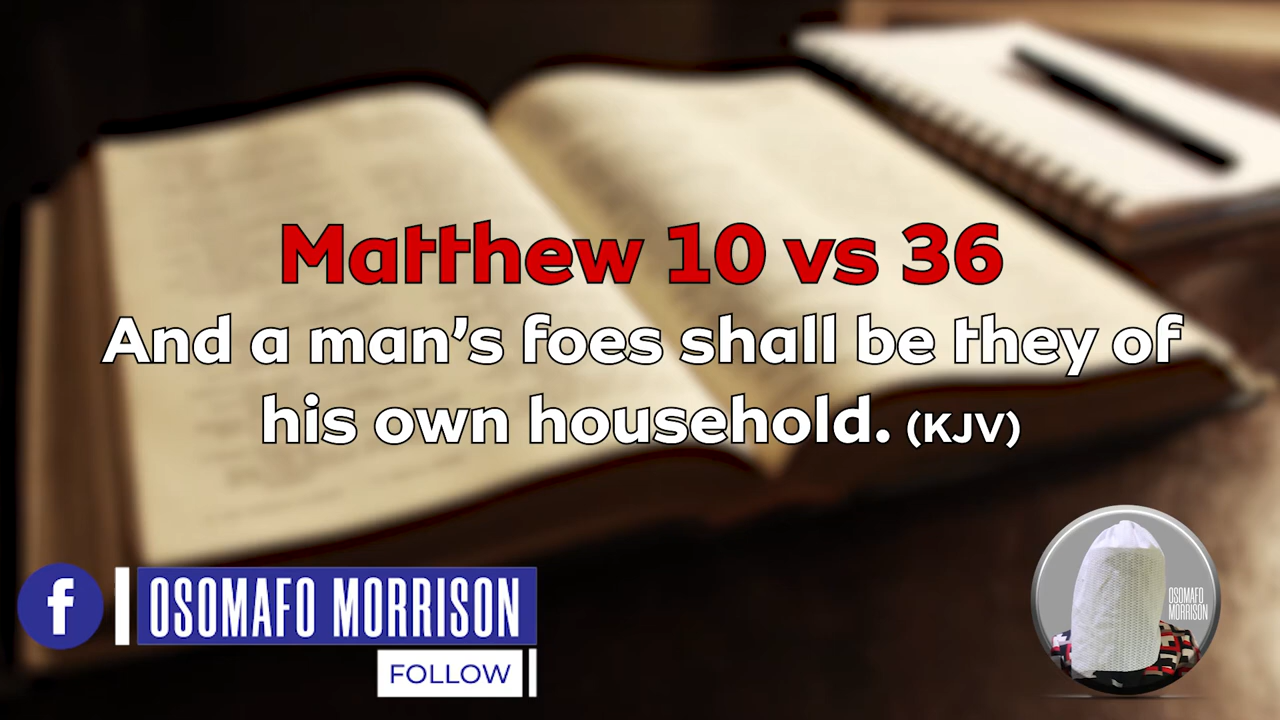 Matthew 10 vs 36
And a man's foes shall be they of
his own household. (KJV)
f
OSOMAFO MORRISON
FOLLOW
OSOMAFO
MORRISON